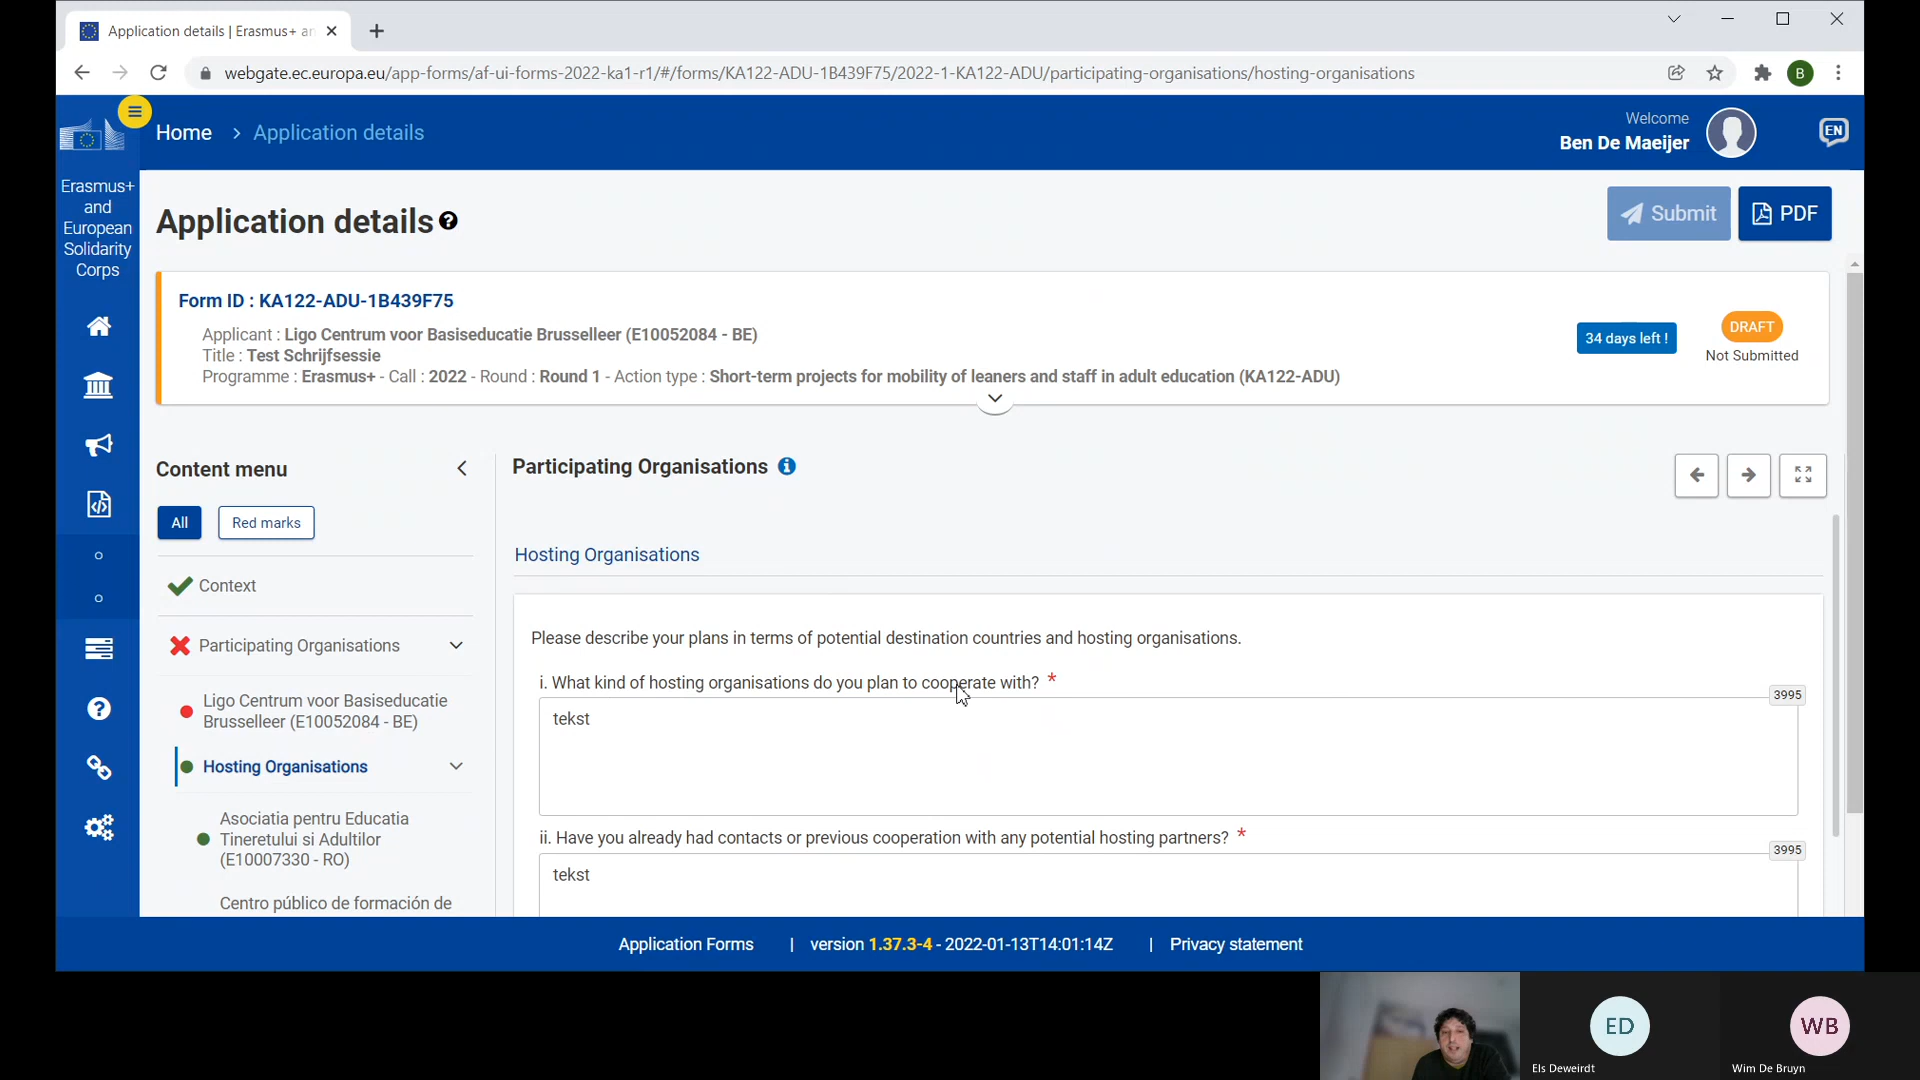 Application details | Erasmus+ an
webgate.ec.europa.eu/app-forms/af-ui-forms-2022-ka1-r1/#/forms/KA122-ADU-1B439F75/2022-1-KA122-ADU/participating-organisations/hosting-organisations
B
Home > Application details
Welcome
Ben De Maeijer
EN
Erasmus+
and
European
Solidarity
Corps
Application details
Submit
PDF
Form ID : KA122-ADU-1B439F75
Applicant : Ligo Centrum voor Basiseducatie Brusselleer (E10052084 - BE)
Title : Test Schrijfsessie
Programme : Erasmus+ - Call : 2022 - Round : Round 1 - Action type : Short-term projects for mobility of leaners and staff in adult education (KA122-ADU)
34 days left !
DRAFT
Not Submitted
Content menu
All
Red marks
Context
Participating Organisations
Ligo Centrum voor Basiseducatie
Brusselleer (E10052084 - BE)
Hosting Organisations
Asociatia pentru Educatia
Tineretului si Adultilor
(E10007330 - RO)
Centro público de formación de
Participating Organisations
Hosting Organisations
Please describe your plans in terms of potential destination countries and hosting organisations.
i. What kind of hosting organisations do you plan to cooperate with? *
3995
tekst
ii. Have you already had contacts or previous cooperation with any potential hosting partners? *
3995
tekst
Application Forms | version 1.37.3-4 - 2022-01-13T14:01:14Z | Privacy statement
ED
Els Deweirdt
WB
Wim De Bruyn